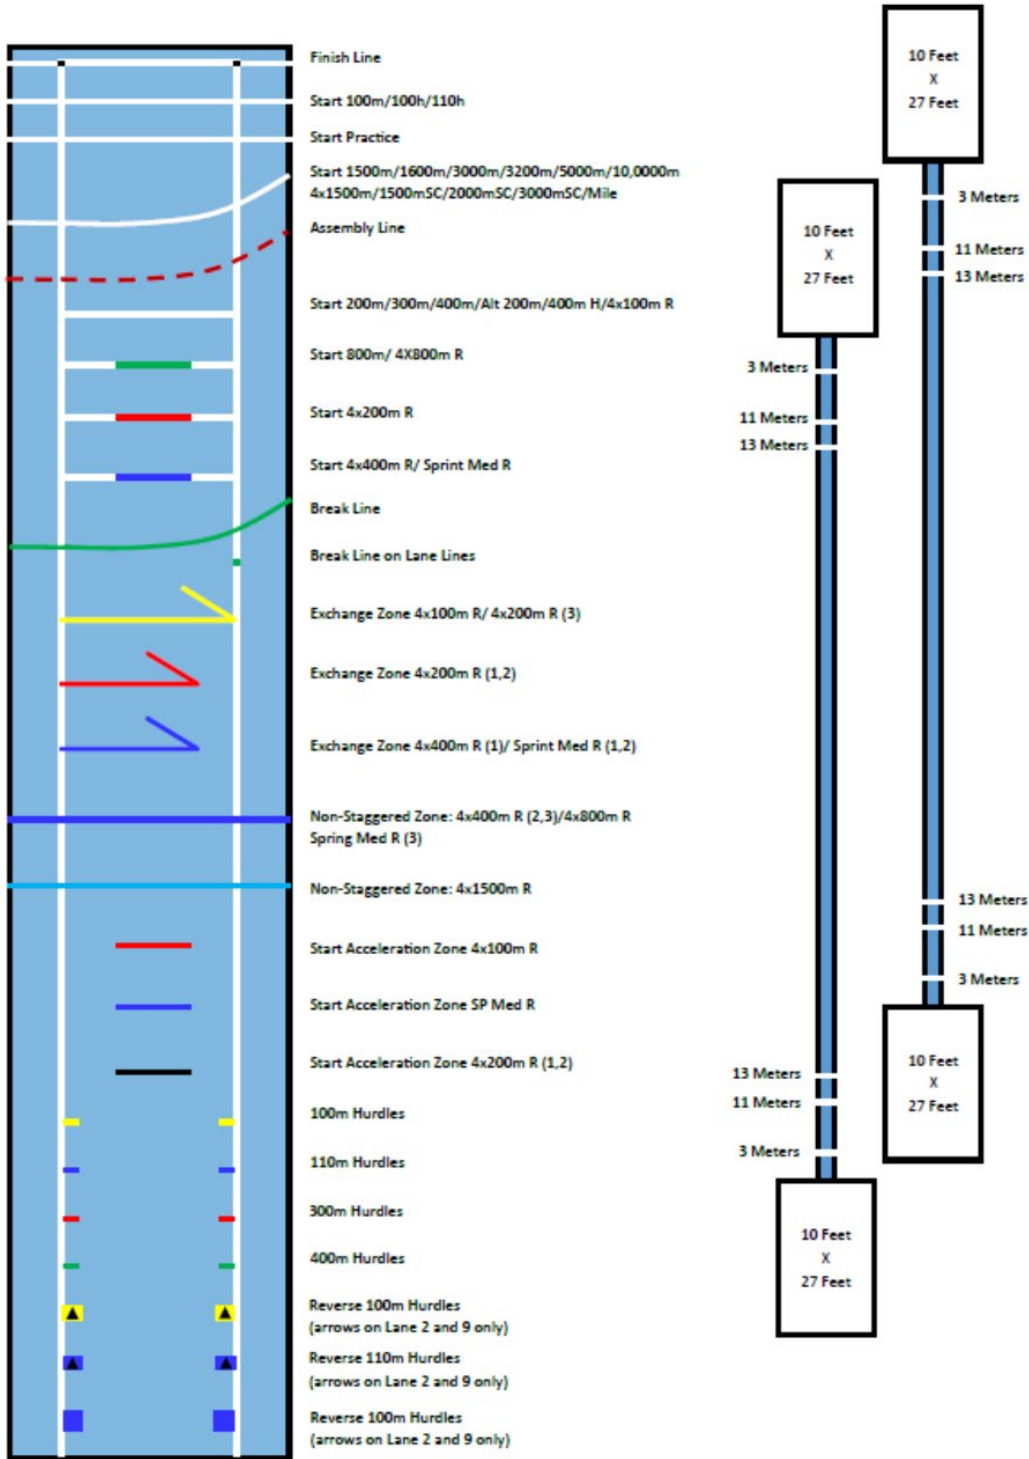 Finish Line
Start 100m/100h/110h
Start Practice
Start 1500m/1600m/3000m/3200m/5000m/10,0000m
4x1500m/1500mSC/2000mSC/3000mSC/Mile
Assembly Line
Start 200m/300m/400m/Alt 200m/400m H/4x100m R
Start 800m/ 4X800m R
Start 4x200m R
Start 4x400m R/ Sprint Med R
Break Line
Break Line on Lane Lines
Exchange Zone 4x100m R/ 4x200m R (3)
Exchange Zone 4x200m R (1,2)
Exchange Zone 4x400m R (1)/ Sprint Med R (1,2)
Non-Staggered Zone: 4x400m R (2,3)/4x800m R
Spring Med R (3)
Non-Staggered Zone: 4x1500m R
Start Acceleration Zone 4x100m R
Start Acceleration Zone SP Med R
Start Acceleration Zone 4x200m R (1,2)
100m Hurdles
110m Hurdles
300m Hurdles
400m Hurdles
Reverse 100m Hurdles
(arrows on Lane 2 and 9 only)
Reverse 110m Hurdles
(arrows on Lane 2 and 9 only)
Reverse 100m Hurdles
(arrows on Lane 2 and 9 only)
10 Feet
X
27 Feet
3 Meters
11 Meters
13 Meters
13 Meters
11 Meters
3 Meters
10 Feet
X
27 Feet
10 Feet
X
27 Feet
3 Meters
11 Meters
13 Meters
13 Meters
11 Meters
3 Meters
10 Feet
X
27 Feet